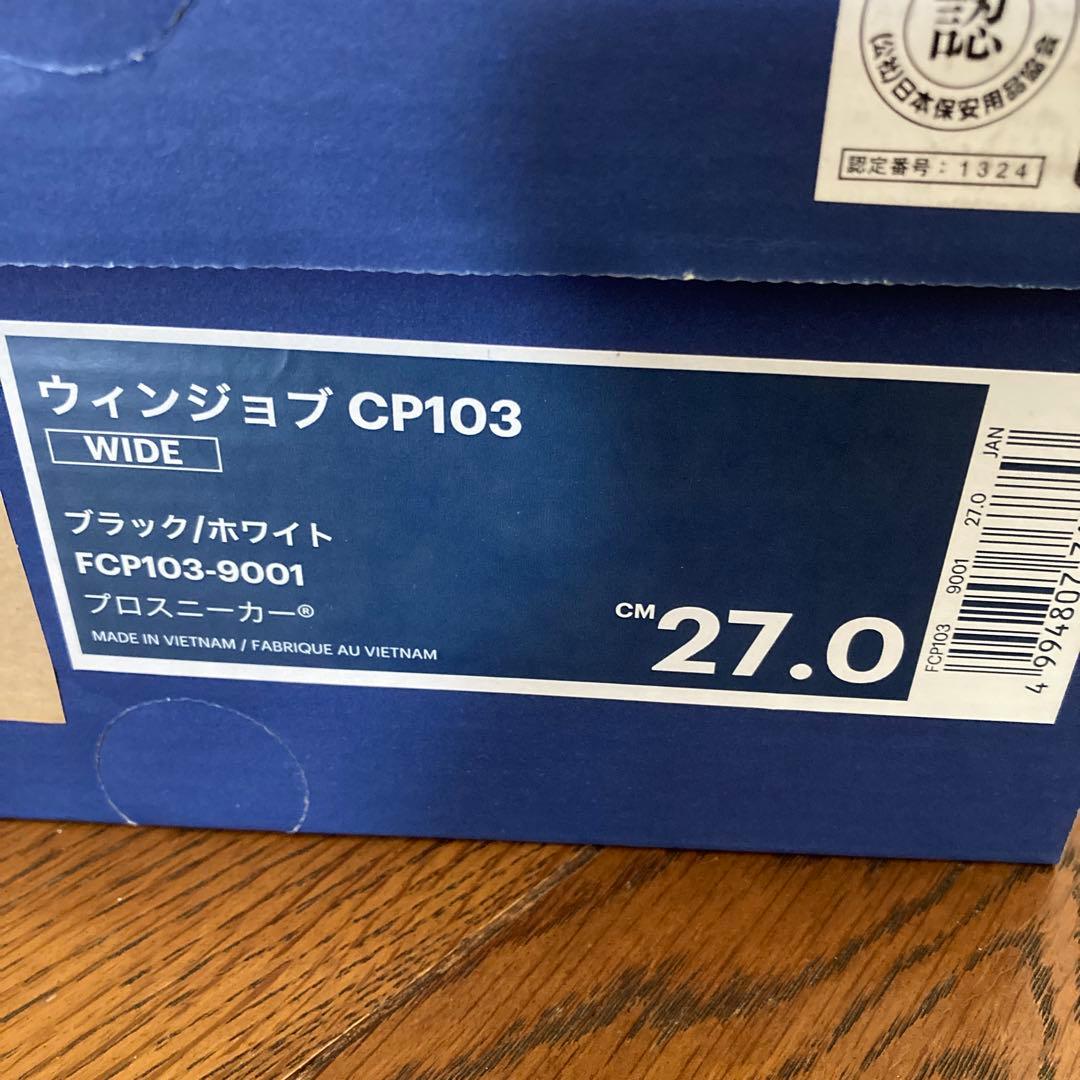 認
(公社)日本保安用品協会
認定番号:1324
ウィンジョブ CP103
WIDE
ブラック/ホワイト
FCP103-9001
プロスニーカー®
MADE IN VIETNAM / FABRIQUE AU VIETNAM
CM 27.0
FCP103 9001 27.0 JAN
4 994807